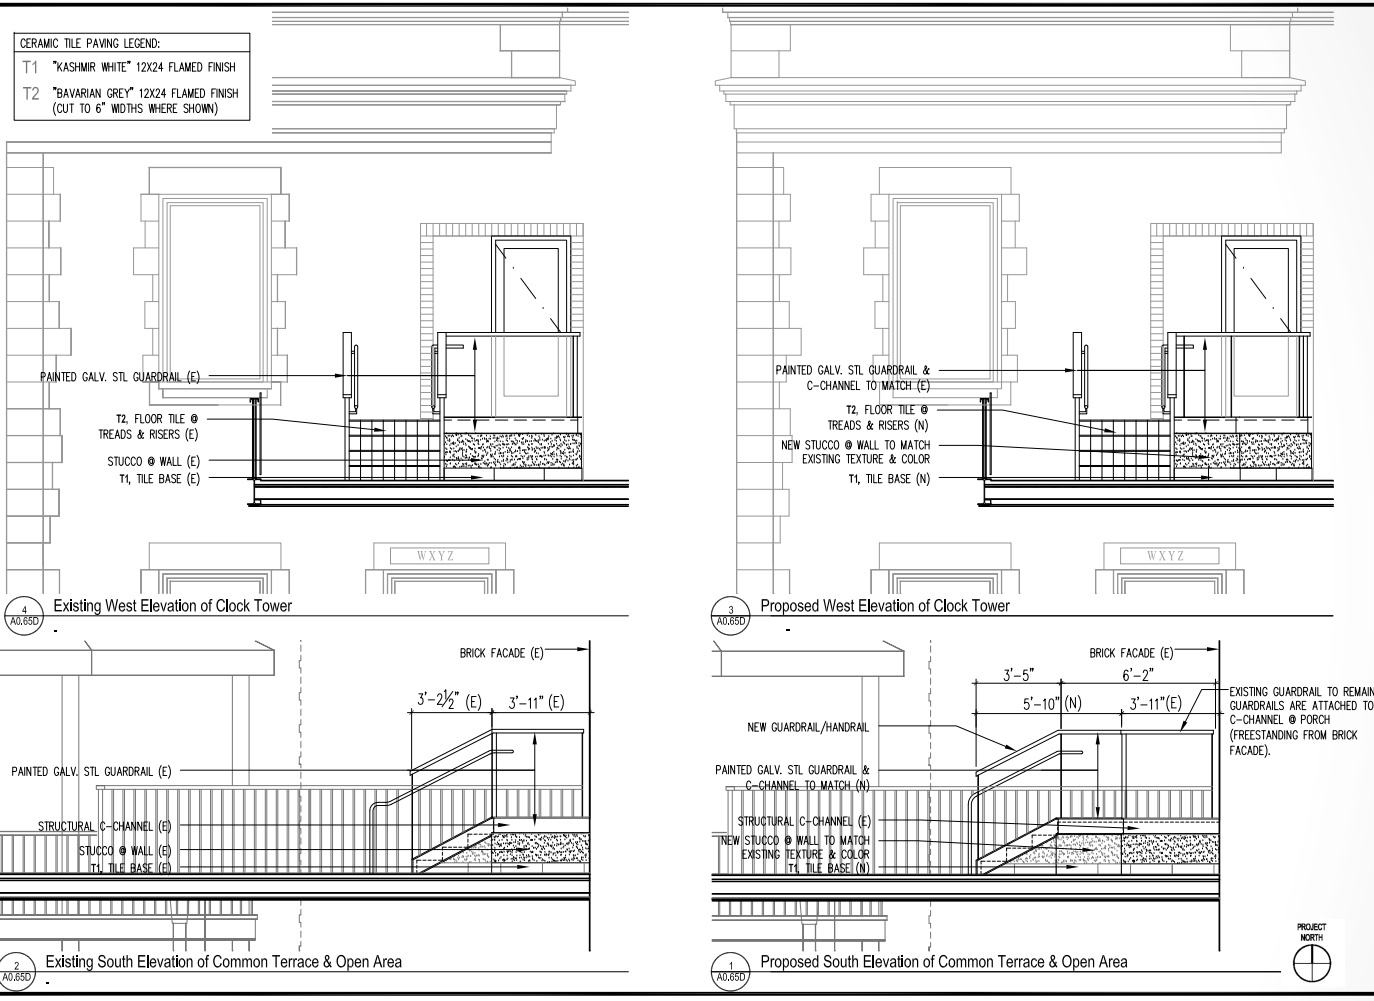 CERAMIC TILE PAVING LEGEND:
T1 "KASHMIR WHITE" 12X24 FLAMED FINISH
T2 "BAVARIAN GREY" 12X24 FLAMED FINISH
(CUT TO 6" WIDTHS WHERE SHOWN)
PAINTED GALV. STL GUARDRAIL (E)
T2, FLOOR TILE @
TREADS & RISERS (E)
STUCCO @ WALL (E)
T1, TILE BASE (E)
WXYZ
4
A0.65D
Existing West Elevation of Clock Tower
-
PAINTED GALV. STL GUARDRAIL &
C-CHANNEL TO MATCH (E)
T2, FLOOR TILE @
TREADS & RISERS (N)
NEW STUCCO @ WALL TO MATCH
EXISTING TEXTURE & COLOR
T1, TILE BASE (N)
WXYZ
3
A0.65D
Proposed West Elevation of Clock Tower
-
BRICK FACADE (E)
3'-2½" (E)
3'-11" (E)
PAINTED GALV. STL GUARDRAIL (E)
STRUCTURAL C-CHANNEL (E)
STUCCO @ WALL (E)
T1, TILE BASE (E)
2
A0.65D
Existing South Elevation of Common Terrace & Open Area
-
BRICK FACADE (E)
3'-5"
6'-2"
5'-10" (N)
3'-11"(E)
EXISTING GUARDRAIL TO REMAIN
GUARDRAILS ARE ATTACHED TO
C-CHANNEL @ PORCH
(FREESTANDING FROM BRICK
FACADE).
NEW GUARDRAIL/HANDRAIL
PAINTED GALV. STL GUARDRAIL &
C-CHANNEL TO MATCH (N)
STRUCTURAL C-CHANNEL (E)
NEW STUCCO @ WALL TO MATCH
EXISTING TEXTURE & COLOR
T1, TILE BASE (N)
1
A0.65D
Proposed South Elevation of Common Terrace & Open Area
-
PROJECT
NORTH